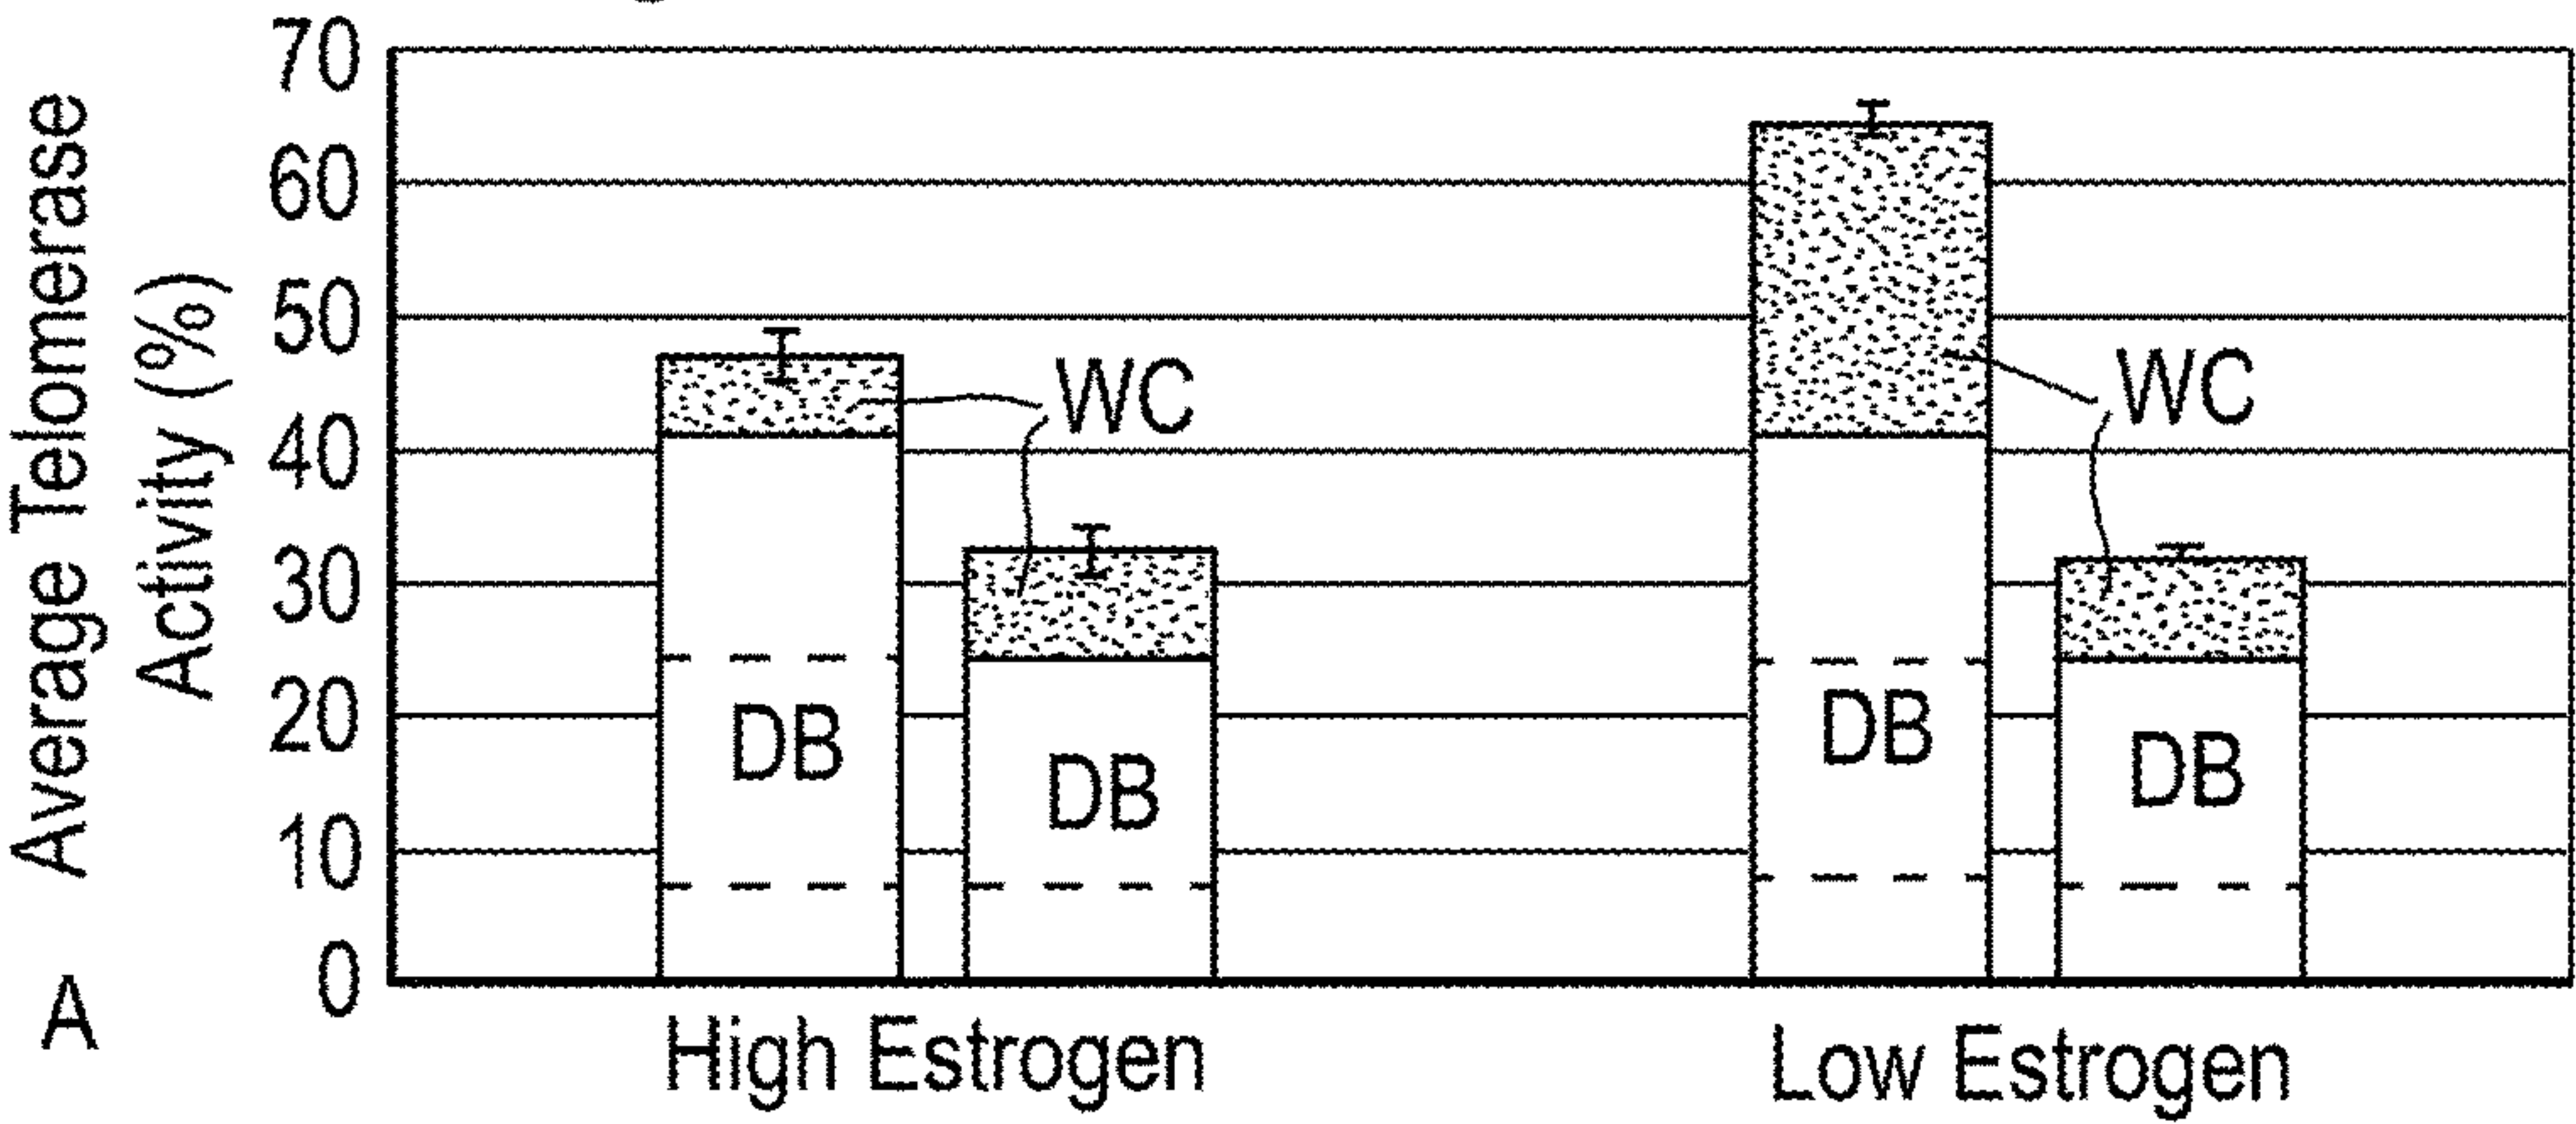 Average Telomerase
Activity (%)
70
60
50
40
30
20
10
0
WC
WC
DB
DB
DB
DB
High Estrogen
Low Estrogen
A